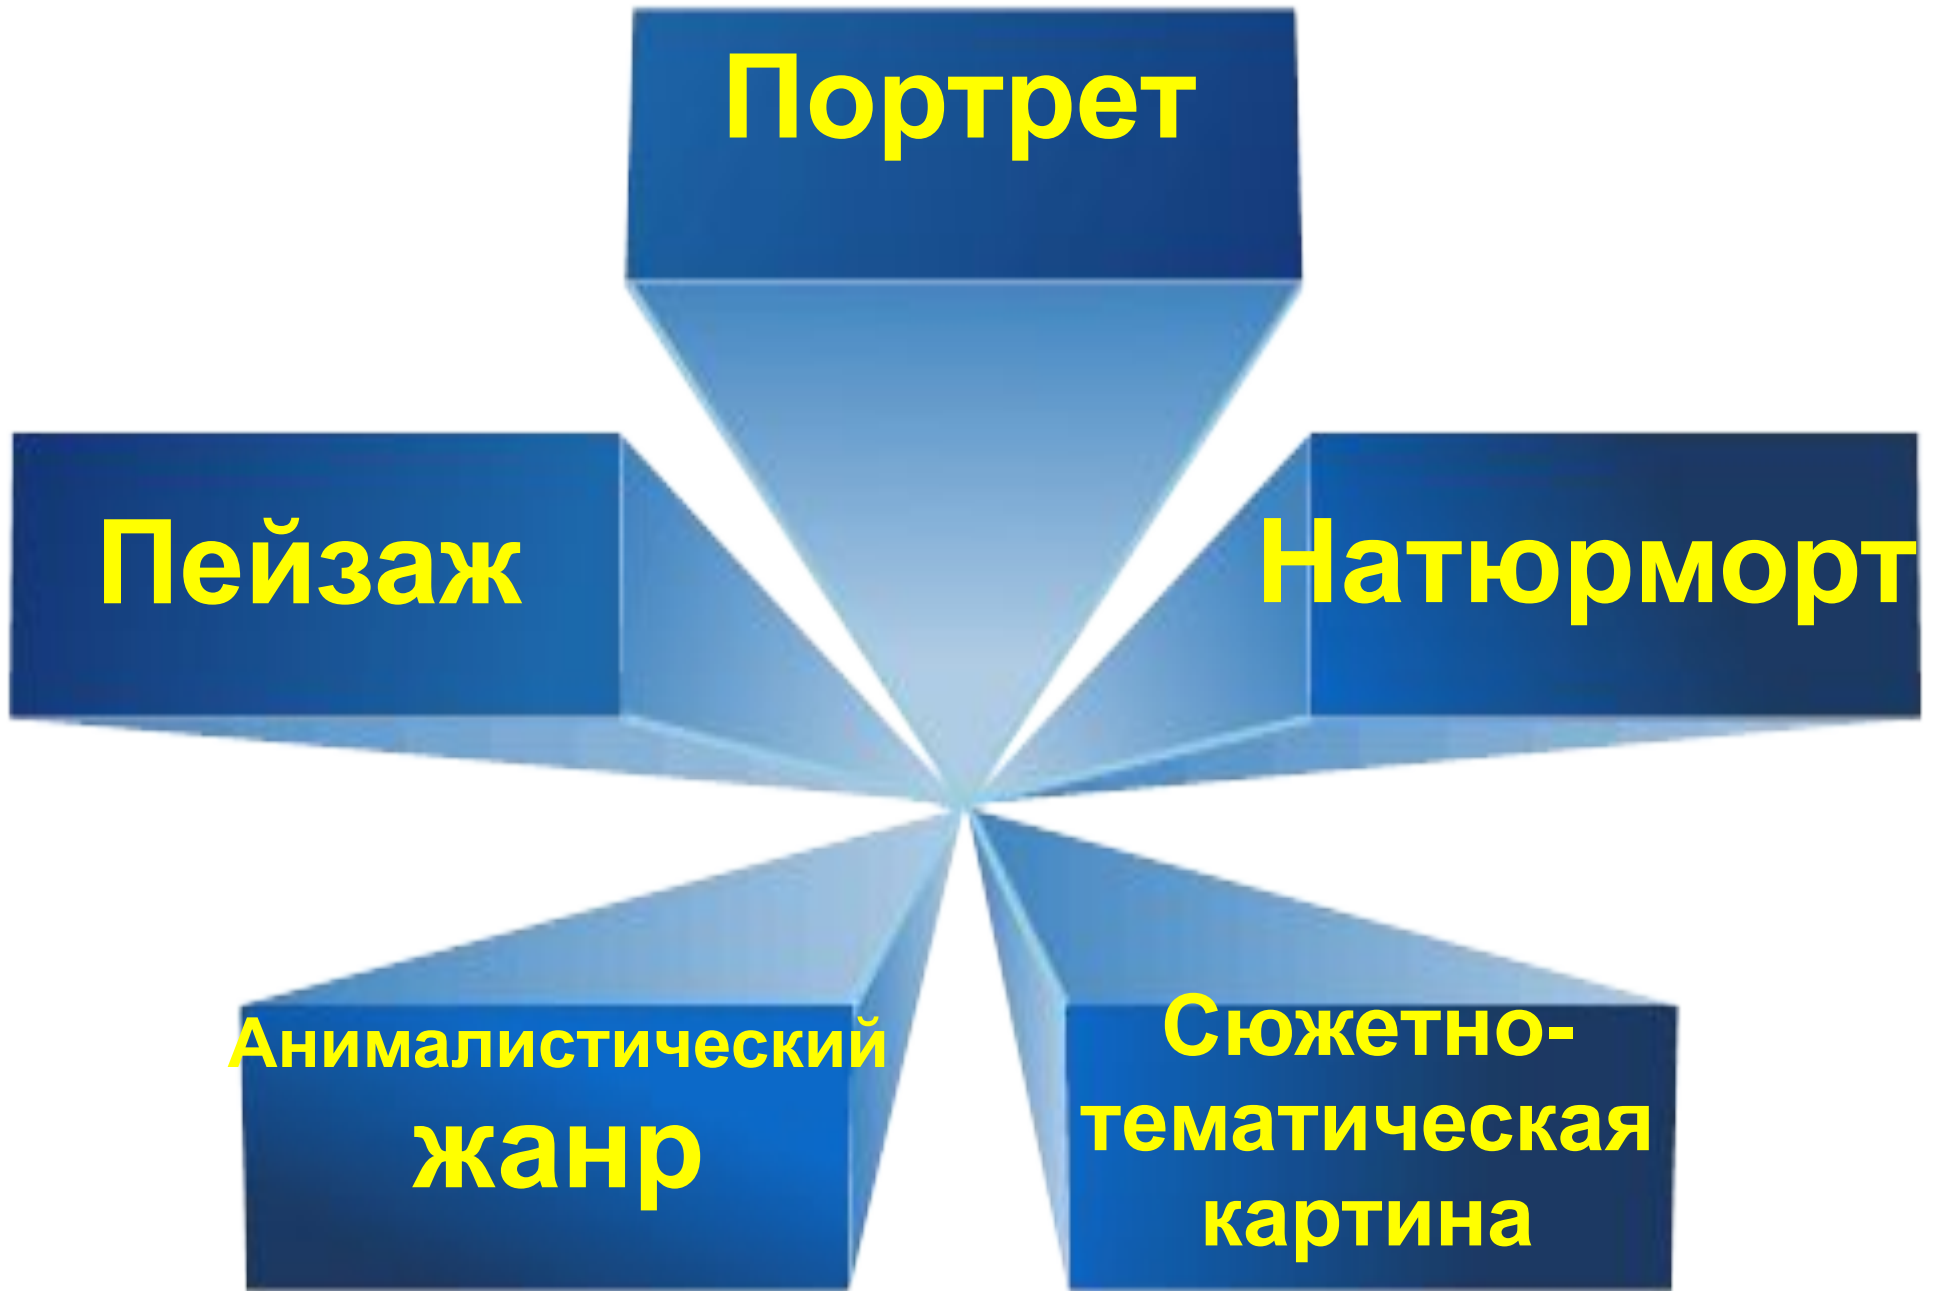 Портрет
Пейзаж
Натюрморт
Анималистический
жанр
Сюжетно-
тематическая
картина